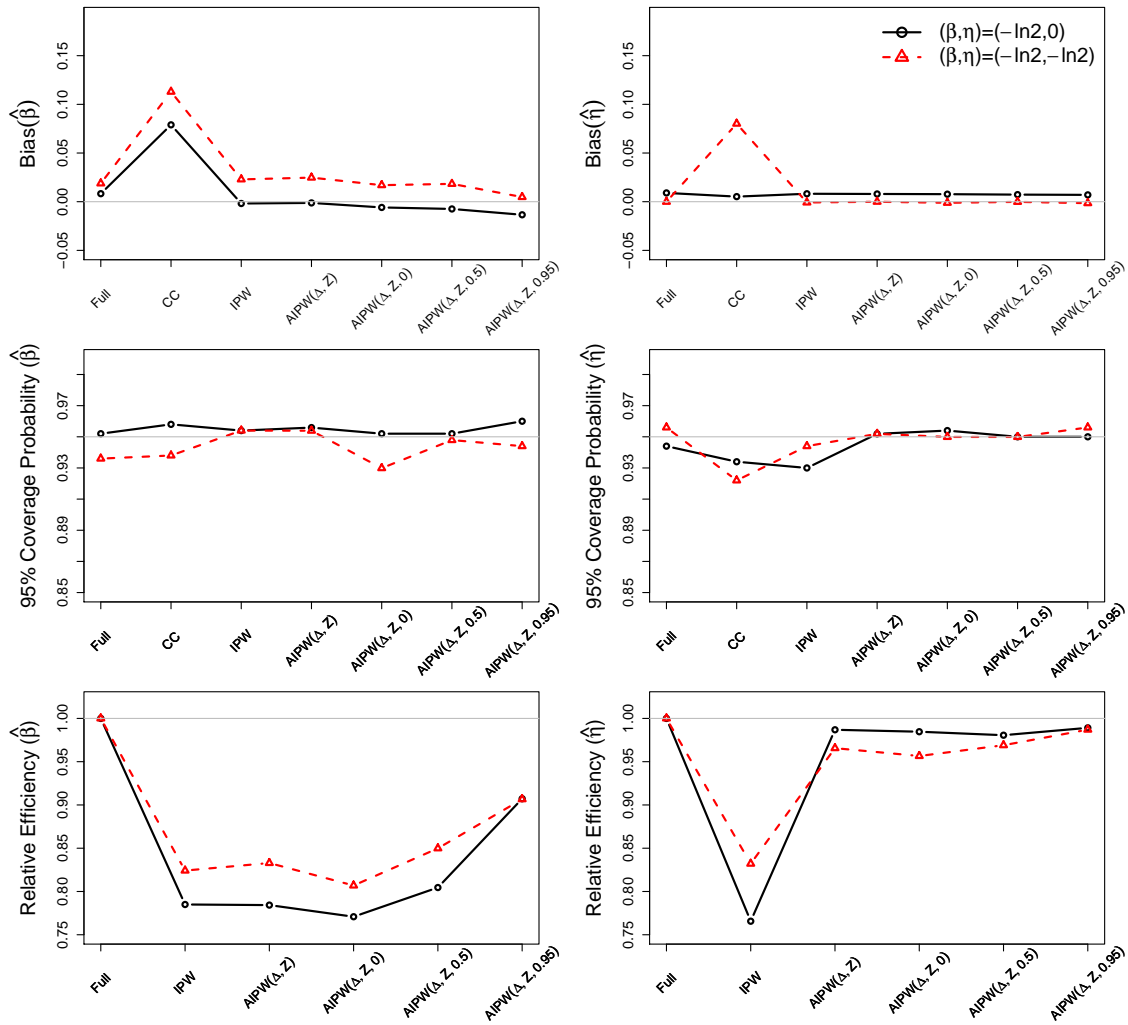 Bias(β̂)
−0.05 0.00 0.05 0.10 0.15
Full CC IPW AIPW(Δ, Z) AIPW(Δ, Z, 0) AIPW(Δ, Z, 0.5) AIPW(Δ, Z, 0.95)
Bias(η̂)
−0.05 0.00 0.05 0.10 0.15
(β,η)=(−ln2,0)
(β,η)=(−ln2,−ln2)
Full CC IPW AIPW(Δ, Z) AIPW(Δ, Z, 0) AIPW(Δ, Z, 0.5) AIPW(Δ, Z, 0.95)
95% Coverage Probability (β̂)
0.85 0.89 0.93 0.97
Full CC IPW AIPW(Δ, Z) AIPW(Δ, Z, 0) AIPW(Δ, Z, 0.5) AIPW(Δ, Z, 0.95)
95% Coverage Probability (η̂)
0.85 0.89 0.93 0.97
Full CC IPW AIPW(Δ, Z) AIPW(Δ, Z, 0) AIPW(Δ, Z, 0.5) AIPW(Δ, Z, 0.95)
Relative Efficiency (β̂)
0.75 0.80 0.85 0.90 0.95 1.00
Full IPW AIPW(Δ, Z) AIPW(Δ, Z, 0) AIPW(Δ, Z, 0.5) AIPW(Δ, Z, 0.95)
Relative Efficiency (η̂)
0.75 0.80 0.85 0.90 0.95 1.00
Full IPW AIPW(Δ, Z) AIPW(Δ, Z, 0) AIPW(Δ, Z, 0.5) AIPW(Δ, Z, 0.95)